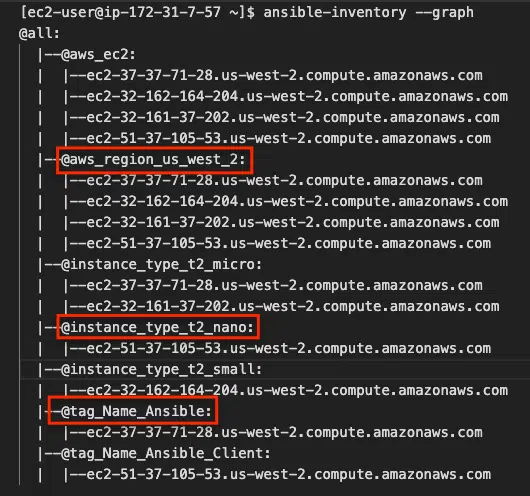 [ec2-user@ip-172-31-7-57 ~]$ ansible-inventory --graph
@all:
|--@aws_ec2:
| |--ec2-37-37-71-28.us-west-2.compute.amazonaws.com
| |--ec2-32-162-164-204.us-west-2.compute.amazonaws.com
| |--ec2-32-161-37-202.us-west-2.compute.amazonaws.com
| |--ec2-51-37-105-53.us-west-2.compute.amazonaws.com
|--@aws_region_us_west_2:
| |--ec2-37-37-71-28.us-west-2.compute.amazonaws.com
| |--ec2-32-162-164-204.us-west-2.compute.amazonaws.com
| |--ec2-32-161-37-202.us-west-2.compute.amazonaws.com
| |--ec2-51-37-105-53.us-west-2.compute.amazonaws.com
|--@instance_type_t2_micro:
| |--ec2-37-37-71-28.us-west-2.compute.amazonaws.com
| |--ec2-32-161-37-202.us-west-2.compute.amazonaws.com
|--@instance_type_t2_nano:
| |--ec2-51-37-105-53.us-west-2.compute.amazonaws.com
|--@instance_type_t2_small:
| |--ec2-32-162-164-204.us-west-2.compute.amazonaws.com
|--@tag_Name_Ansible:
| |--ec2-37-37-71-28.us-west-2.compute.amazonaws.com
|--@tag_Name_Ansible_Client:
| |--ec2-51-37-105-53.us-west-2.compute.amazonaws.com